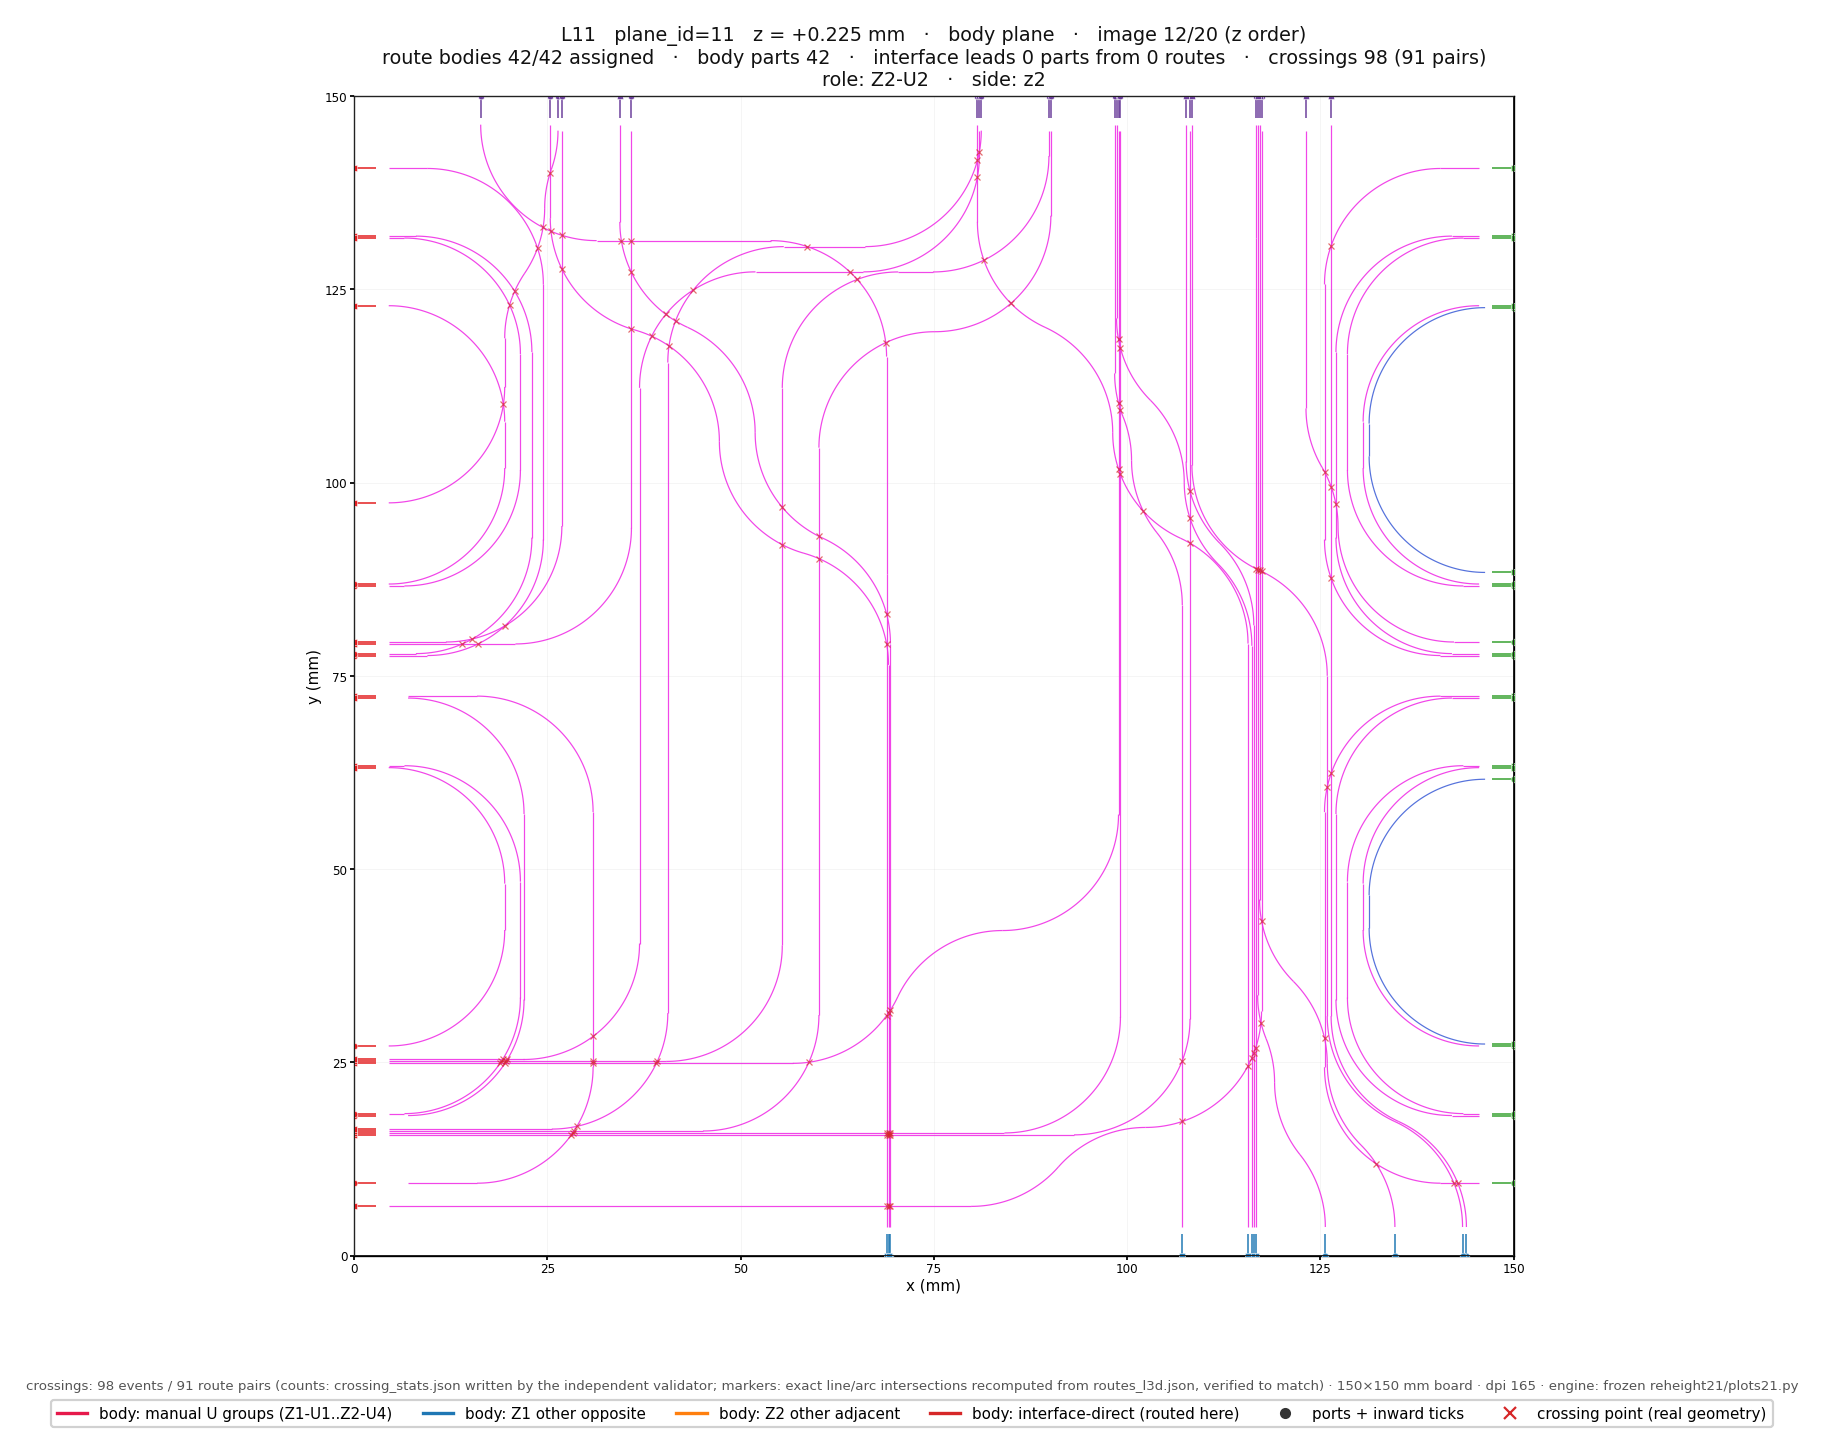 L11   plane_id=11   z = +0.225 mm   ·   body plane   ·   image 12/20 (z order)
route bodies 42/42 assigned   ·   body parts 42   ·   interface leads 0 parts from 0 routes   ·   crossings 98 (91 pairs)
role: Z2-U2   ·   side: z2
150
125
100
75
50
25
0
y (mm)
0 25 50 75 100 125 150
x (mm)
crossings: 98 events / 91 route pairs (counts: crossing_stats.json written by the independent validator; markers: exact line/arc intersections recomputed from routes_l3d.json, verified to match) · 150×150 mm board · dpi 165 · engine: frozen reheight21/plots21.py
body: manual U groups (Z1-U1..Z2-U4)   body: Z1 other opposite   body: Z2 other adjacent   body: interface-direct (routed here)   ports + inward ticks   crossing point (real geometry)